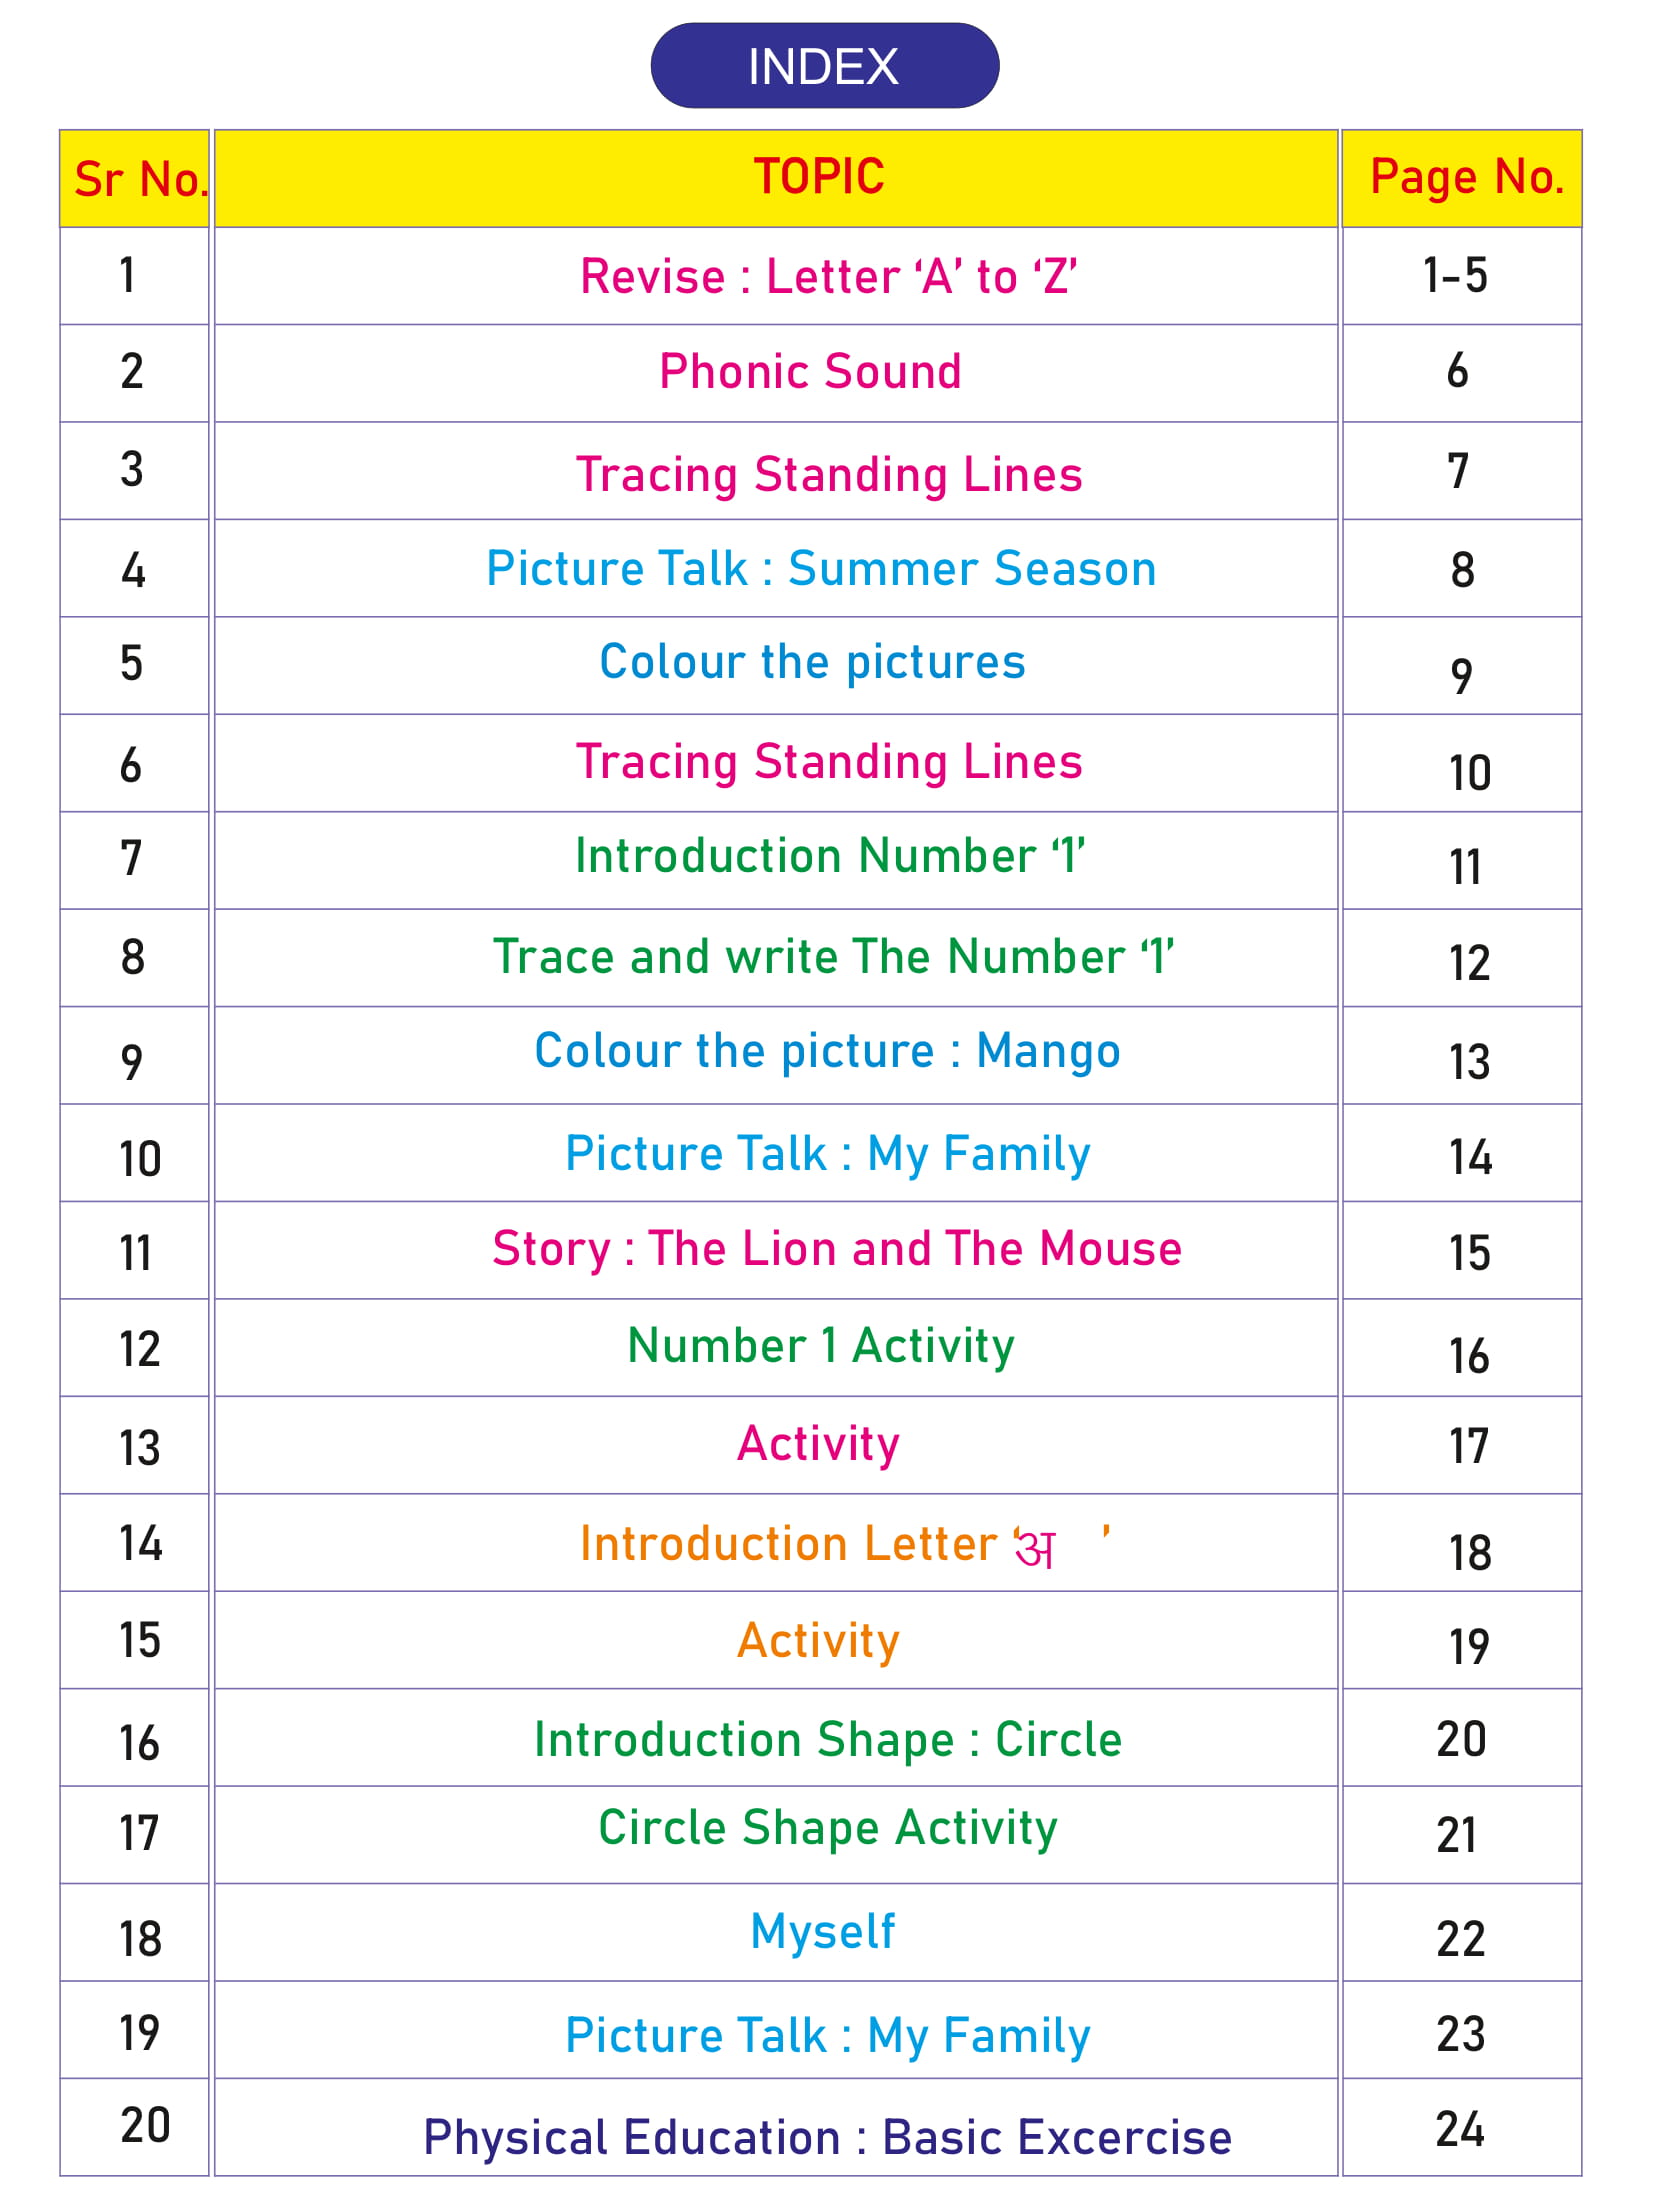 INDEX
Sr No. TOPIC Page No.
1 Revise : Letter ‘A’ to ‘Z’ 1-5
2 Phonic Sound 6
3 Tracing Standing Lines 7
4 Picture Talk : Summer Season 8
5 Colour the pictures 9
6 Tracing Standing Lines 10
7 Introduction Number ‘1’ 11
8 Trace and write The Number ‘1’ 12
9 Colour the picture : Mango 13
10 Picture Talk : My Family 14
11 Story : The Lion and The Mouse 15
12 Number 1 Activity 16
13 Activity 17
14 Introduction Letter ‘अ ’ 18
15 Activity 19
16 Introduction Shape : Circle 20
17 Circle Shape Activity 21
18 Myself 22
19 Picture Talk : My Family 23
20 Physical Education : Basic Excercise 24